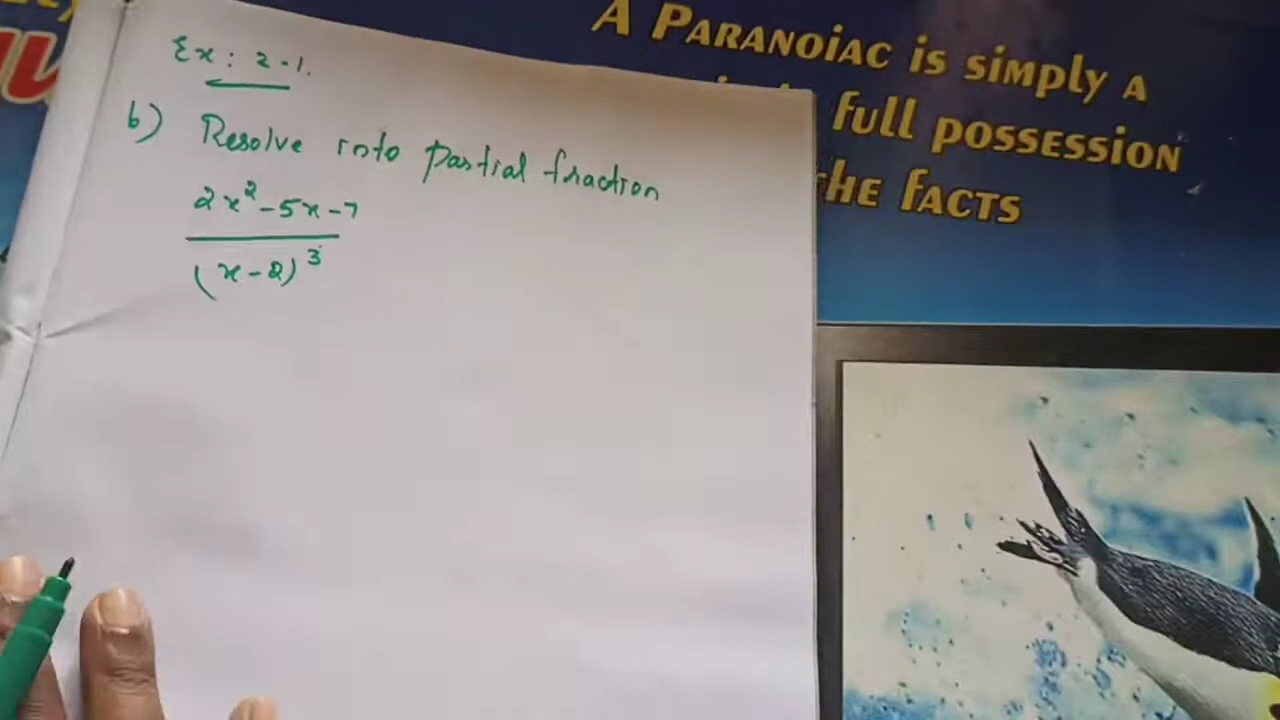 Ex: 2-1.
b) Resolve into partial fraction
2x²-5x-7
(x-2)³
A PARANOiAC is siMply A
full possession
the facts